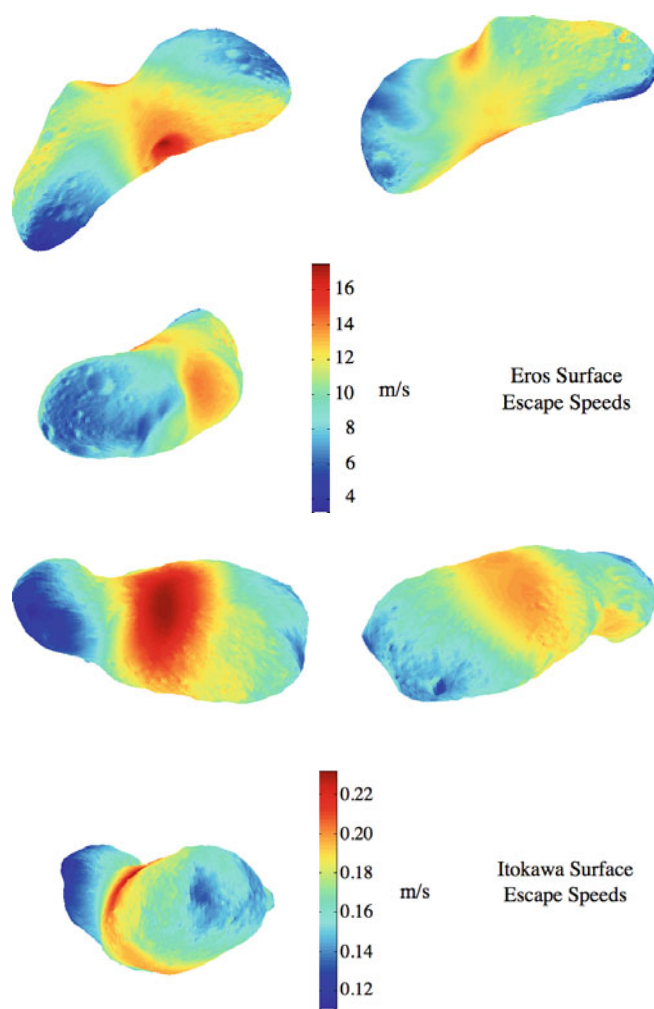 16
14
12
10
8
6
4
m/s
Eros Surface
Escape Speeds
0.22
0.20
0.18
0.16
0.14
0.12
m/s
Itokawa Surface
Escape Speeds